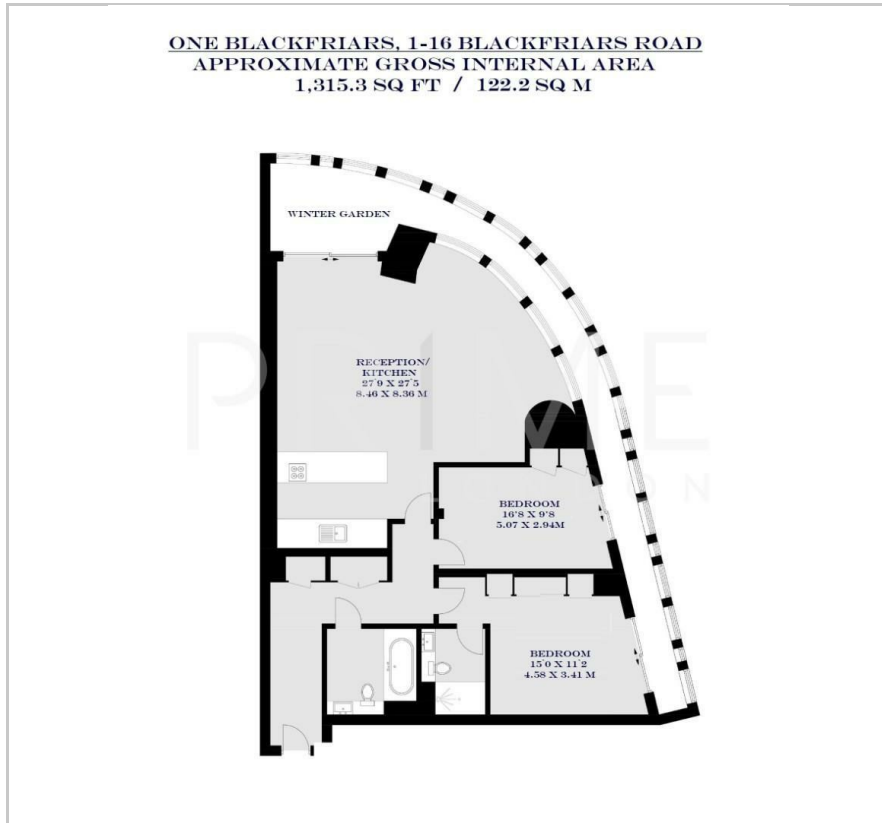 ONE BLACKFRIARS, 1-16 BLACKFRIARS ROAD
APPROXIMATE GROSS INTERNAL AREA
1,315.3 SQ FT / 122.2 SQ M
WINTER GARDEN
RECEPTION/
KITCHEN
27'9 X 27'5
8.46 X 8.36 M
PRIME
LONDON
BEDROOM
16'8 X 9'8
5.07 X 2.94M
BEDROOM
15'0 X 11'2
4.58 X 3.41 M